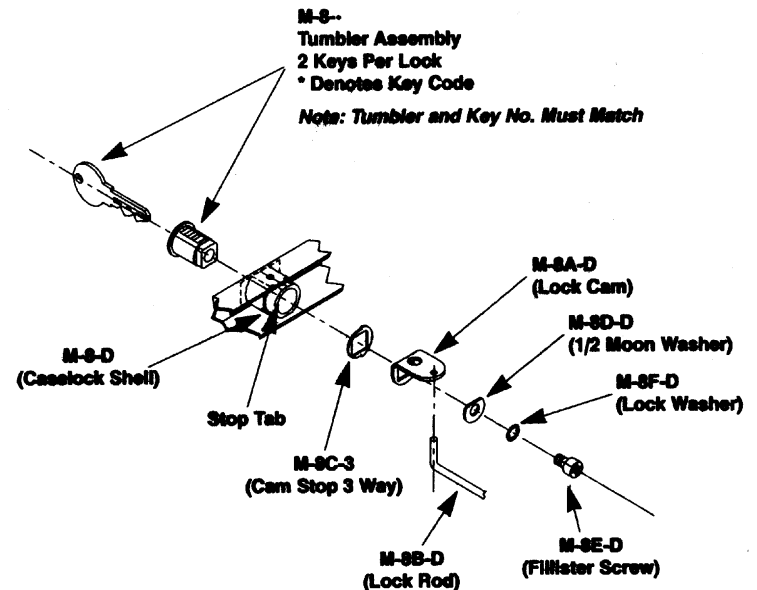 M-8-·
Tumbler Assembly
2 Keys Per Lock
* Denotes Key Code
Note: Tumbler and Key No. Must Match
M-8A-D
(Lock Cam)
M-8D-D
(1/2 Moon Washer)
M-8-D
(Caselock Shell)
M-8F-D
(Lock Washer)
Stop Tab
M-8C-3
(Cam Stop 3 Way)
M-8E-D
(Fillister Screw)
M-8B-D
(Lock Rod)